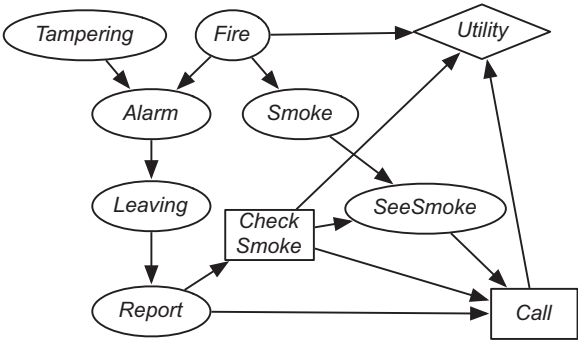 Tampering
Fire
Utility
Alarm
Smoke
Leaving
Check
Smoke
SeeSmoke
Report
Call